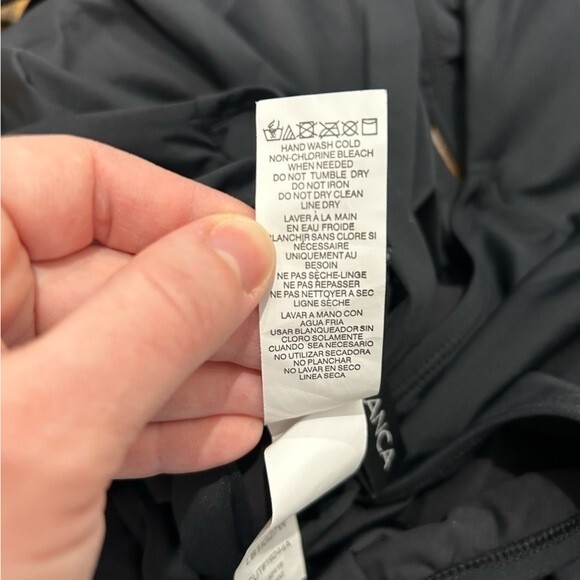 HAND WASH COLD
NON-CHLORINE BLEACH
WHEN NEEDED
DO NOT TUMBLE DRY
DO NOT IRON
DO NOT DRY CLEAN
LINE DRY
LAVER À LA MAIN
EN EAU FROIDE
LANCHIR SANS CLORE SI
NÉCESSAIRE
UNIQUEMENT AU
BESOIN
NE PAS SÈCHE-LINGE
NE PAS REPASSER
NE PAS NETTOYER A SEC
LIGNE SÈCHE
LAVAR A MANO CON
AGUA FRIA
USAR BLANQUEADOR SIN
CLORO SOLAMENTE
CUANDO SEA NECESARIO
NO UTILIZAR SECADORA
NO PLANCHAR
NO LAVAR EN SECO
LINEA SECA
ANCA